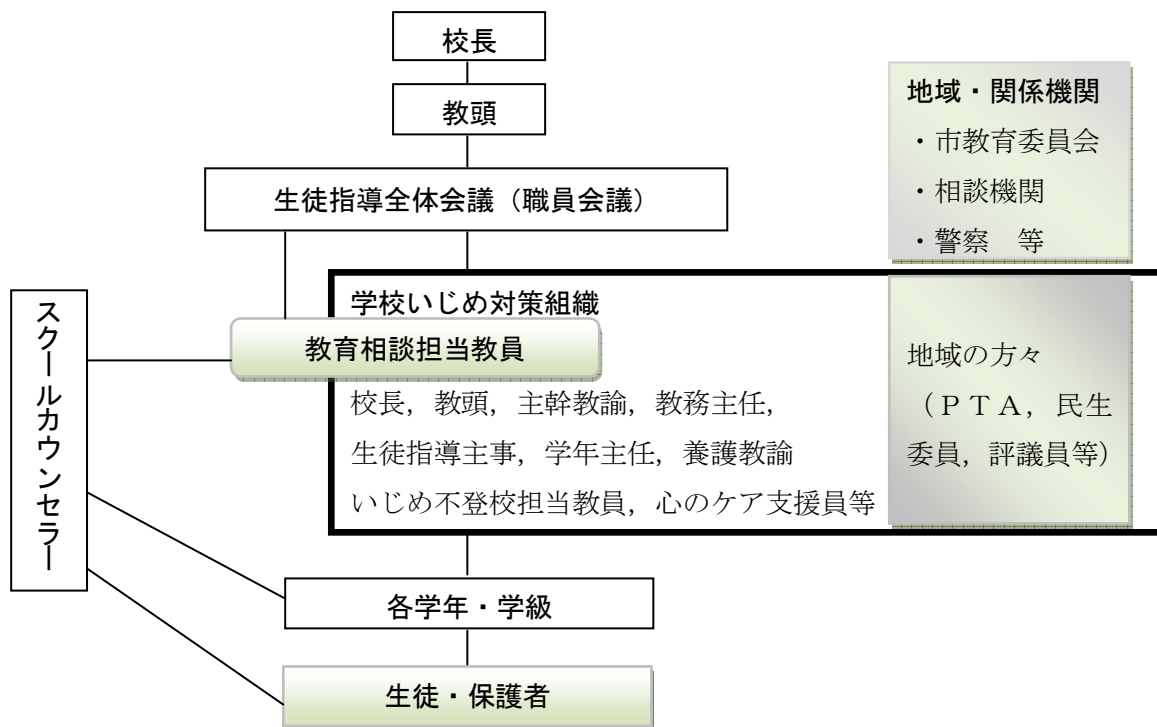 校長
教頭
生徒指導全体会議（職員会議）
地域・関係機関
・市教育委員会
・相談機関
・警察　等
スクールカウンセラー
学校いじめ対策組織
教育相談担当教員
校長，教頭，主幹教諭，教務主任，
生徒指導主事，学年主任，養護教諭
いじめ不登校担当教員，心のケア支援員等
地域の方々
（ＰＴＡ，民生
委員，評議員等）
各学年・学級
生徒・保護者